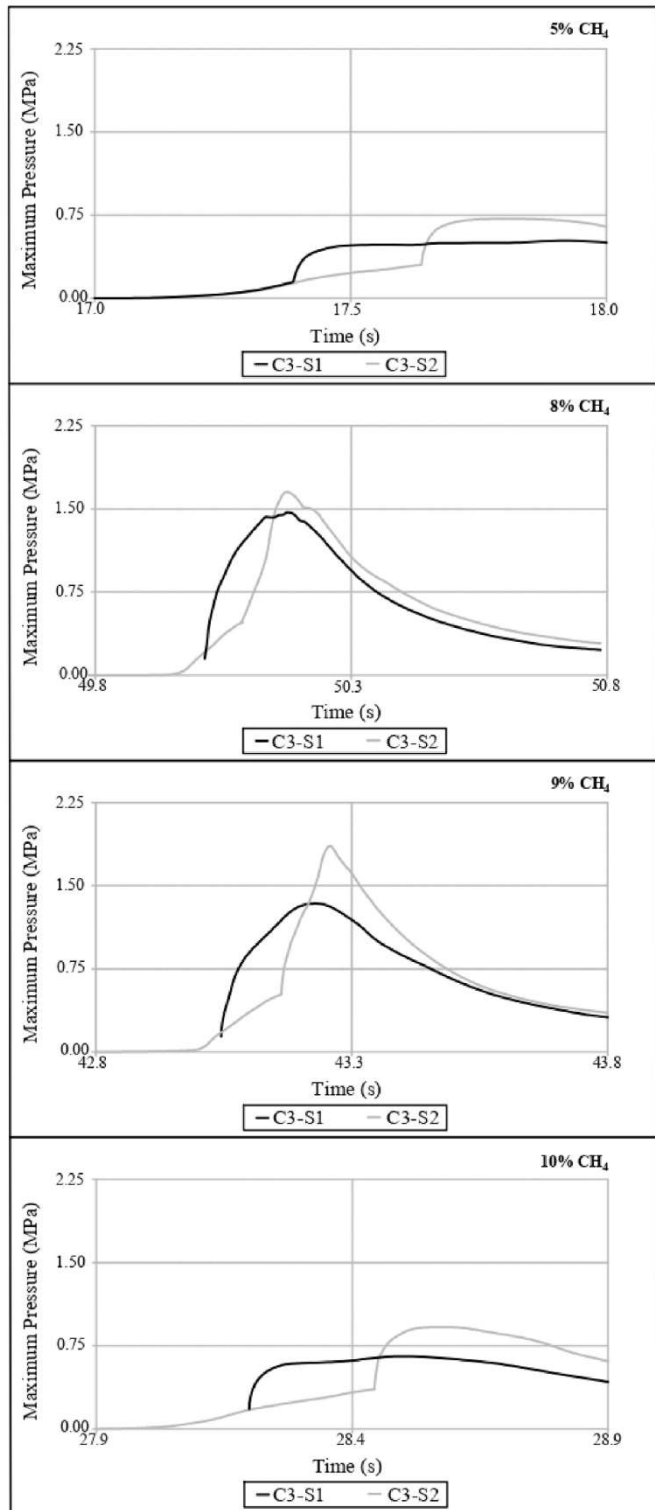 5% CH₄
Maximum Pressure (MPa)
2.25
1.50
0.75
0.00
17.0 17.5 18.0
Time (s)
C3-S1 C3-S2
8% CH₄
Maximum Pressure (MPa)
2.25
1.50
0.75
0.00
49.8 50.3 50.8
Time (s)
C3-S1 C3-S2
9% CH₄
Maximum Pressure (MPa)
2.25
1.50
0.75
0.00
42.8 43.3 43.8
Time (s)
C3-S1 C3-S2
10% CH₄
Maximum Pressure (MPa)
2.25
1.50
0.75
0.00
27.9 28.4 28.9
Time (s)
C3-S1 C3-S2